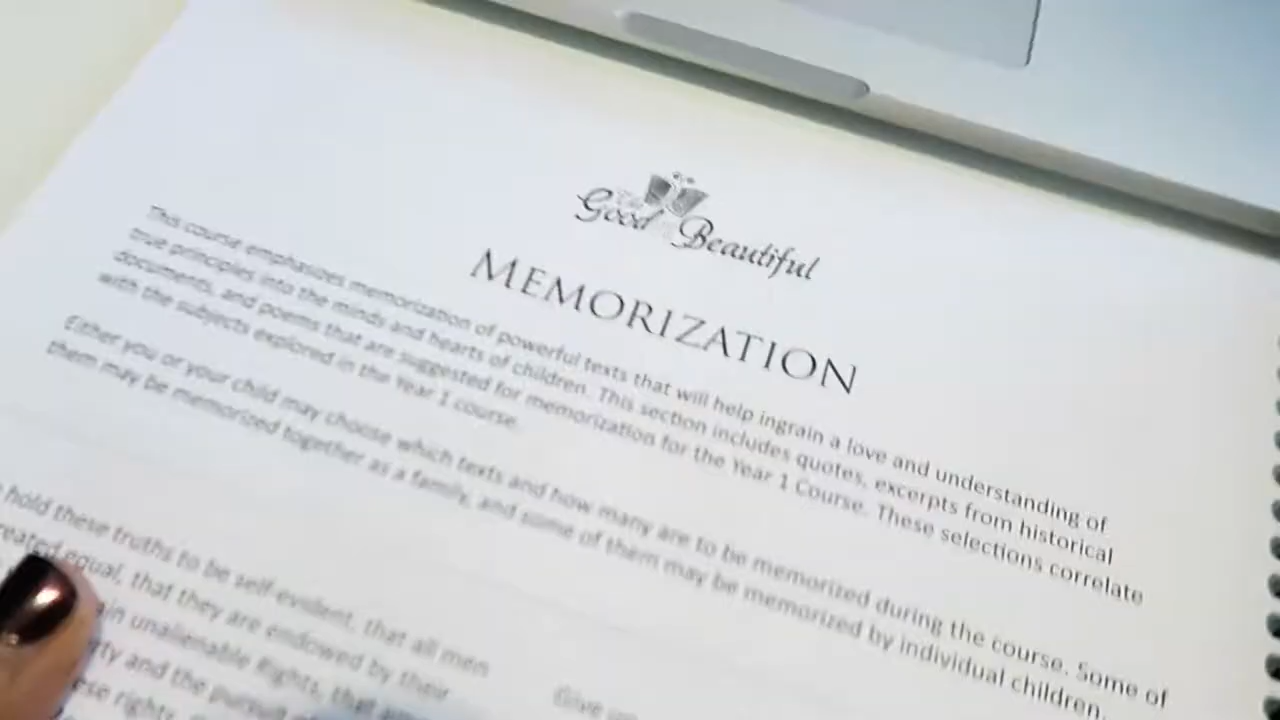 Good Beautiful
MEMORIZATION
This course emphasizes memorization of powerful texts that will help ingrain a love and understanding of
true principles into the minds and hearts of children. This section includes quotes, excerpts from historical
documents, and poems that are suggested for memorization for the Year 1 Course. These selections correlate
with the subjects explored in the Year 1 course.
Either you or your child may choose which texts and how many are to be memorized during the course. Some of
them may be memorized together as a family, and some of them may be memorized by individual children.
hold these truths to be self-evident, that all men
equal, that they are endowed by their
unalienable Rights, that
and the pursuit of
rights,
Give